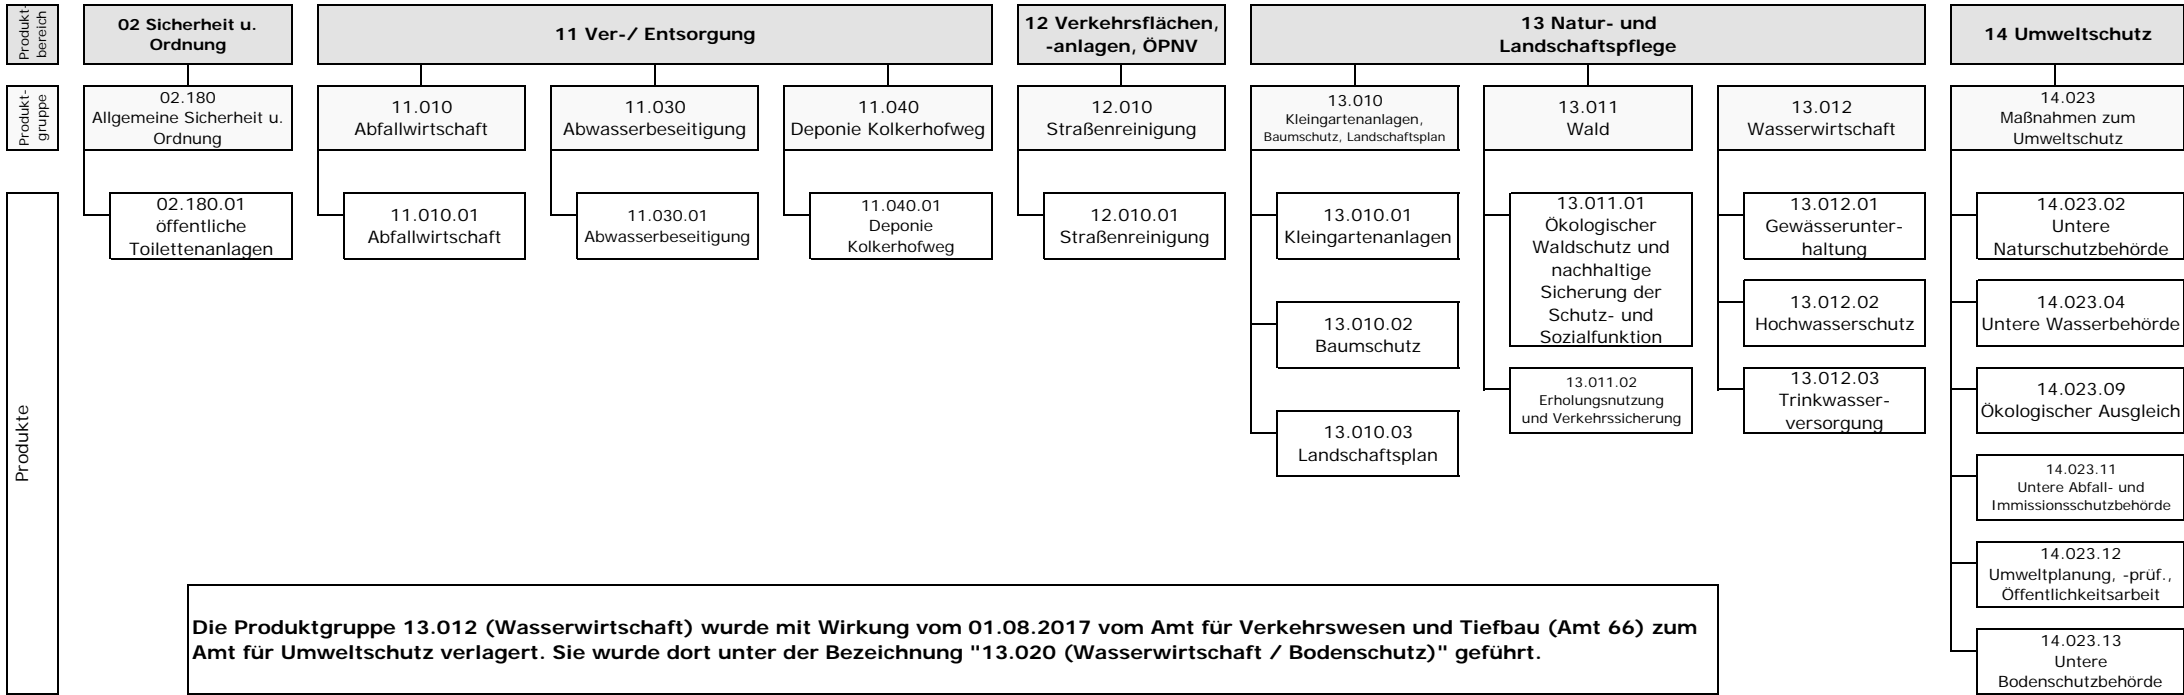 Produkt-
bereich
02 Sicherheit u.
Ordnung
11 Ver-/ Entsorgung
12 Verkehrsflächen,
-anlagen, ÖPNV
13 Natur- und
Landschaftspflege
14 Umweltschutz
Produkt-
gruppe
02.180
Allgemeine Sicherheit u.
Ordnung
11.010
Abfallwirtschaft
11.030
Abwasserbeseitigung
11.040
Deponie Kolkerhofweg
12.010
Straßenreinigung
13.010
Kleingartenanlagen,
Baumschutz, Landschaftsplan
13.011
Wald
13.012
Wasserwirtschaft
14.023
Maßnahmen zum
Umweltschutz
Produkte
02.180.01
öffentliche
Toilettenanlagen
11.010.01
Abfallwirtschaft
11.030.01
Abwasserbeseitigung
11.040.01
Deponie
Kolkerhofweg
12.010.01
Straßenreinigung
13.010.01
Kleingartenanlagen
13.010.02
Baumschutz
13.010.03
Landschaftsplan
13.011.01
Ökologischer
Waldschutz und
nachhaltige
Sicherung der
Schutz- und
Sozialfunktion
13.011.02
Erholungsnutzung
und Verkehrssicherung
13.012.01
Gewässerunter-
haltung
13.012.02
Hochwasserschutz
13.012.03
Trinkwasser-
versorgung
14.023.02
Untere
Naturschutzbehörde
14.023.04
Untere Wasserbehörde
14.023.09
Ökologischer Ausgleich
14.023.11
Untere Abfall- und
Immissionsschutzbehörde
14.023.12
Umweltplanung, -prüf.,
Öffentlichkeitsarbeit
14.023.13
Untere
Bodenschutzbehörde
Die Produktgruppe 13.012 (Wasserwirtschaft) wurde mit Wirkung vom 01.08.2017 vom Amt für Verkehrswesen und Tiefbau (Amt 66) zum
Amt für Umweltschutz verlagert. Sie wurde dort unter der Bezeichnung "13.020 (Wasserwirtschaft / Bodenschutz)" geführt.